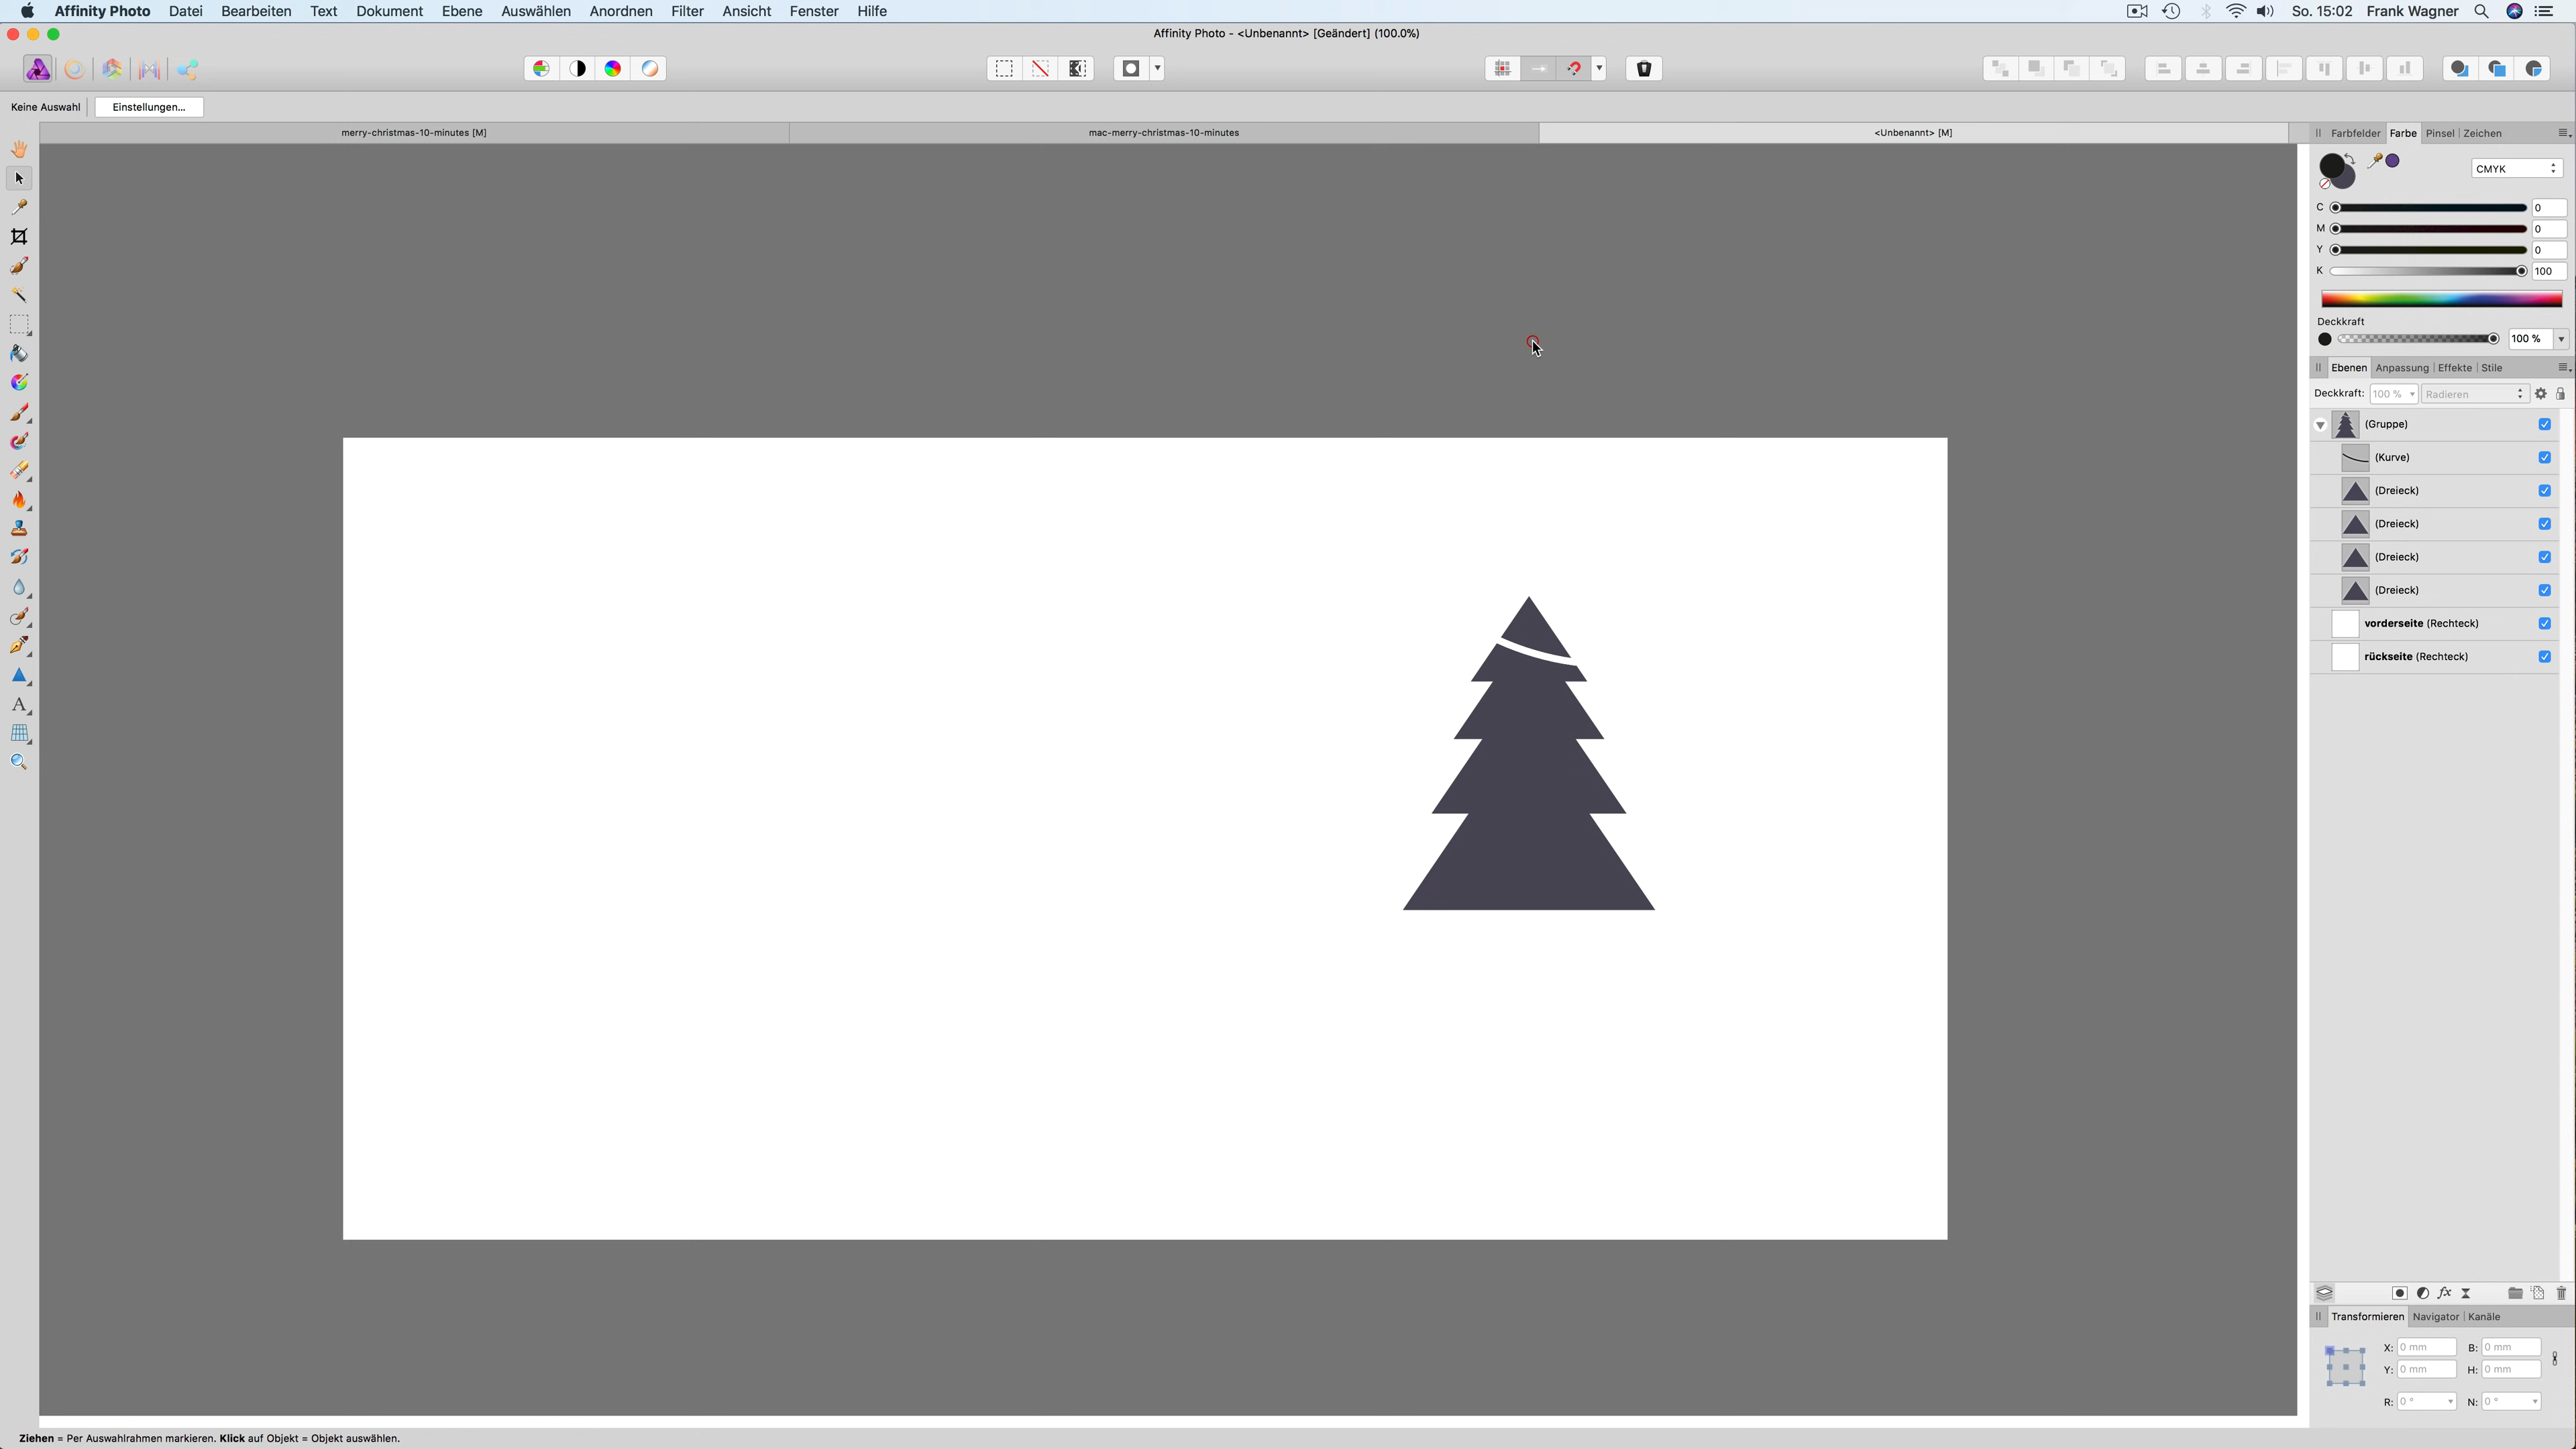 Affinity Photo Datei Bearbeiten Text Dokument Ebene Auswählen Anordnen Filter Ansicht Fenster Hilfe So. 15:02 Frank Wagner
Affinity Photo - <Unbenannt> [Geändert] (100.0%)
Keine Auswahl Einstellungen...
merry-christmas-10-minutes [M] mac-merry-christmas-10-minutes <Unbenannt> [M]
Farbfelder Farbe Pinsel Zeichen
CMYK
C 0
M 0
Y 0
K 100
Deckkraft
100 %
Ebenen Anpassung Effekte Stile
Deckkraft: 100 % Radieren
(Gruppe)
(Kurve)
(Dreieck)
(Dreieck)
(Dreieck)
(Dreieck)
vorderseite (Rechteck)
rückseite (Rechteck)
fx
Transformieren Navigator Kanäle
X: 0 mm B: 0 mm
Y: 0 mm H: 0 mm
R: 0 ° N: 0 °
Ziehen = Per Auswahlrahmen markieren. Klick auf Objekt = Objekt auswählen.